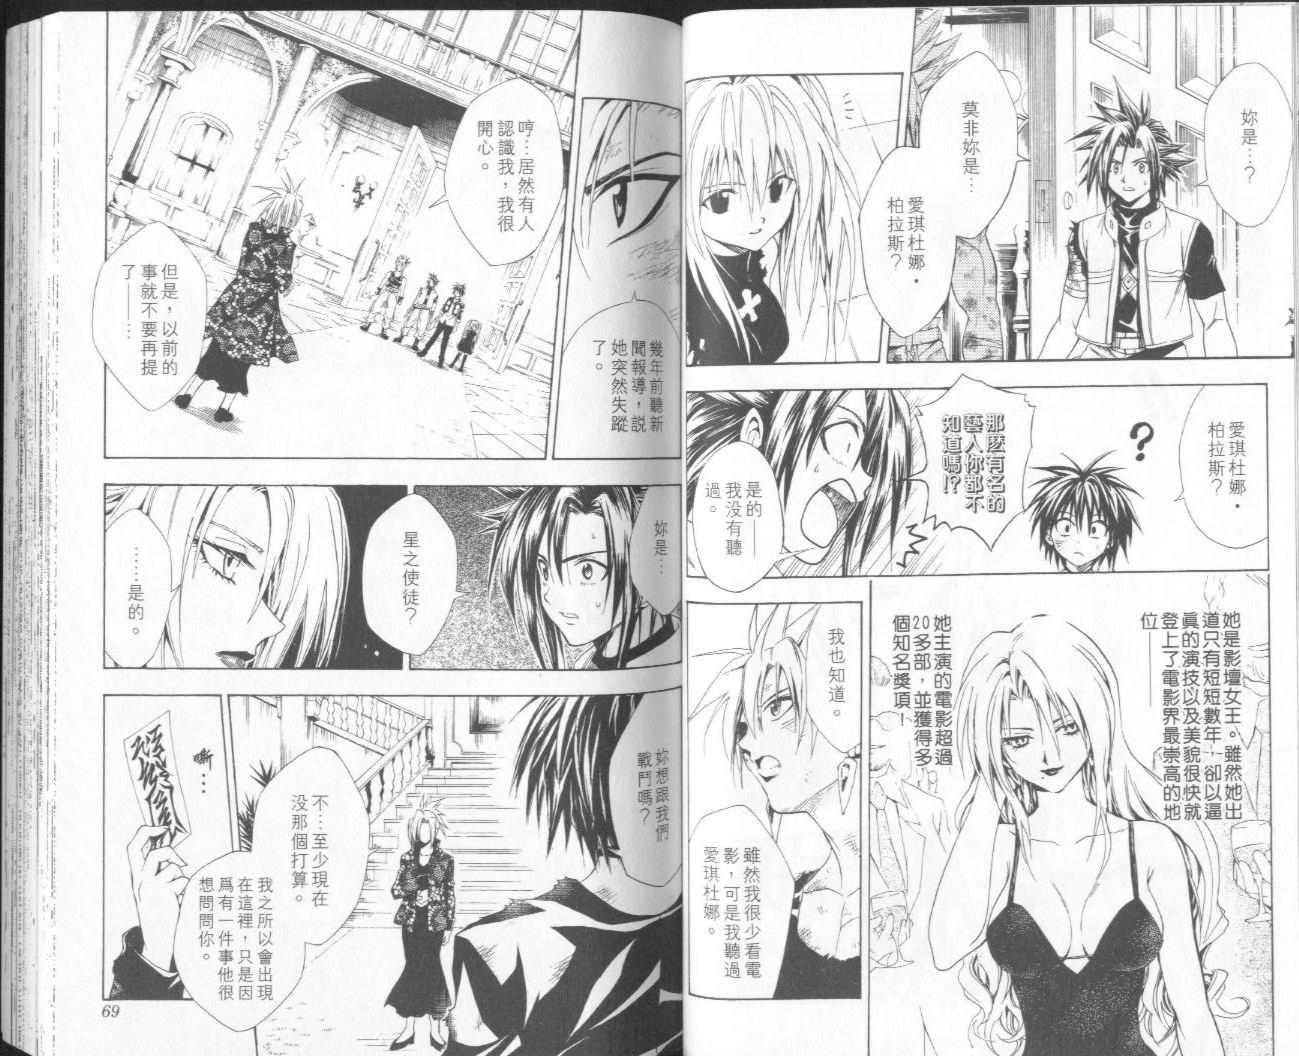 妳是…?
莫非妳是…
愛琪杜娜・
柏拉斯?
愛琪杜娜・
柏拉斯?
?
那麼有名的
藝人你都不
知道嗎!?
是的——
我没有聽
過。
她是影壇女王。雖然她出
道只有短短數年，卻以逼
真的演技以及美貌很快就
登上了電影界最崇高的地
位——
她主演的電影超過
20多部，並獲得多
個知名獎項!
我也知道。
雖然我很少看電
影，可是我聽過
愛琪杜娜。
幾年前聽新
聞報導，説
她突然失蹤
了。
哼…居然有人
認識我，我很
開心。
但是，以前的
事就不要再提
了——…
妳是…
星之使徒?
……是的。
妳想跟我們
戰鬥嗎?
不…至少現在
没那個打算。
我之所以會出現
在這裡，只是因
爲有一件事他很
想問問你。
嘶…
69